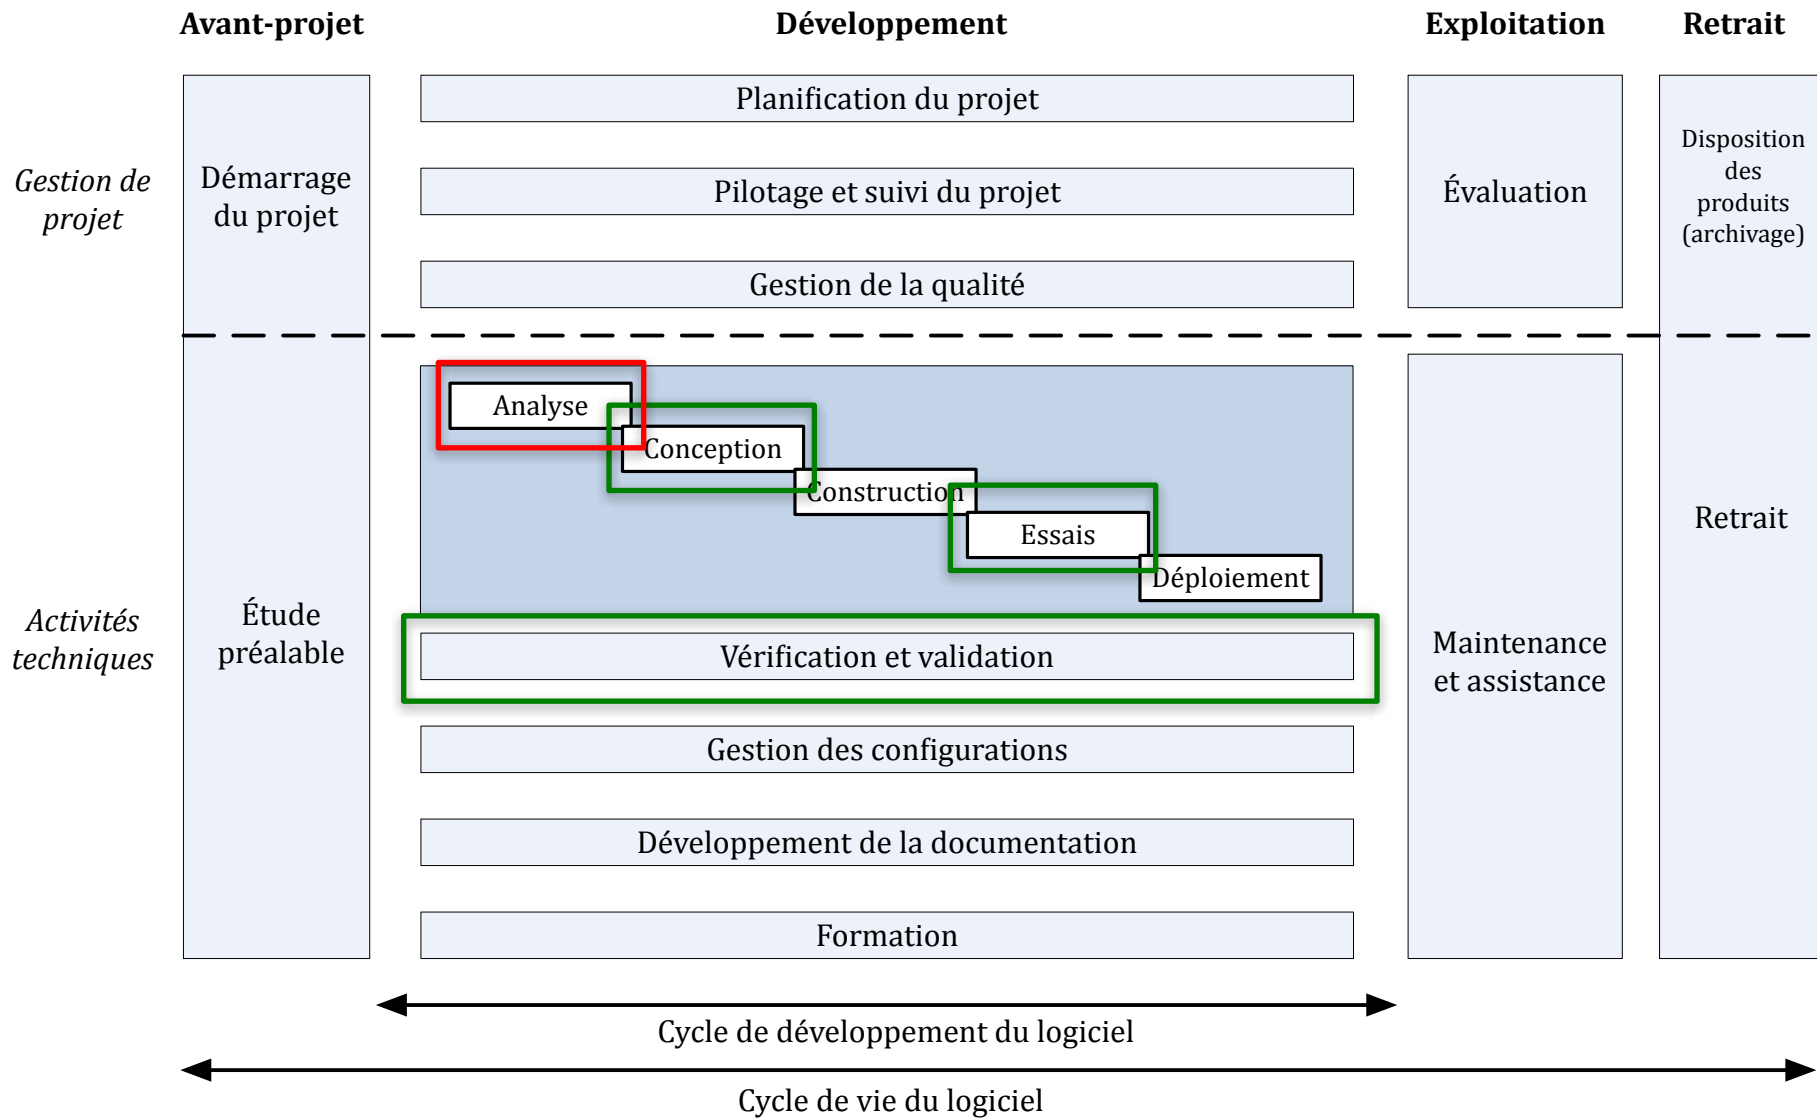 Avant-projet
Développement
Exploitation
Retrait
Gestion de
projet
Démarrage
du projet
Planification du projet
Pilotage et suivi du projet
Gestion de la qualité
Évaluation
Disposition
des
produits
(archivage)
Activités
techniques
Étude
préalable
Analyse
Conception
Construction
Essais
Déploiement
Vérification et validation
Gestion des configurations
Développement de la documentation
Formation
Maintenance
et assistance
Retrait
Cycle de développement du logiciel
Cycle de vie du logiciel